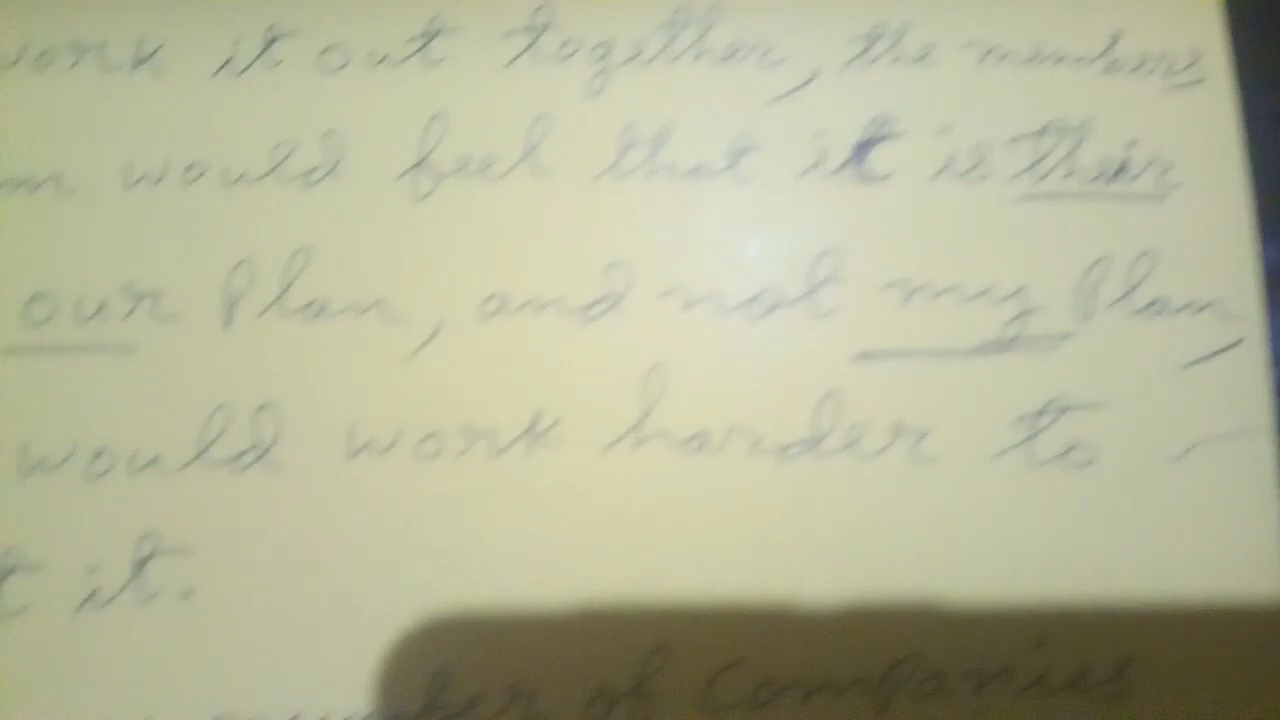 work it out together, the members
would feel that it is their
our Plan, and not my Plan,
would work harder to
it.
number of Companies